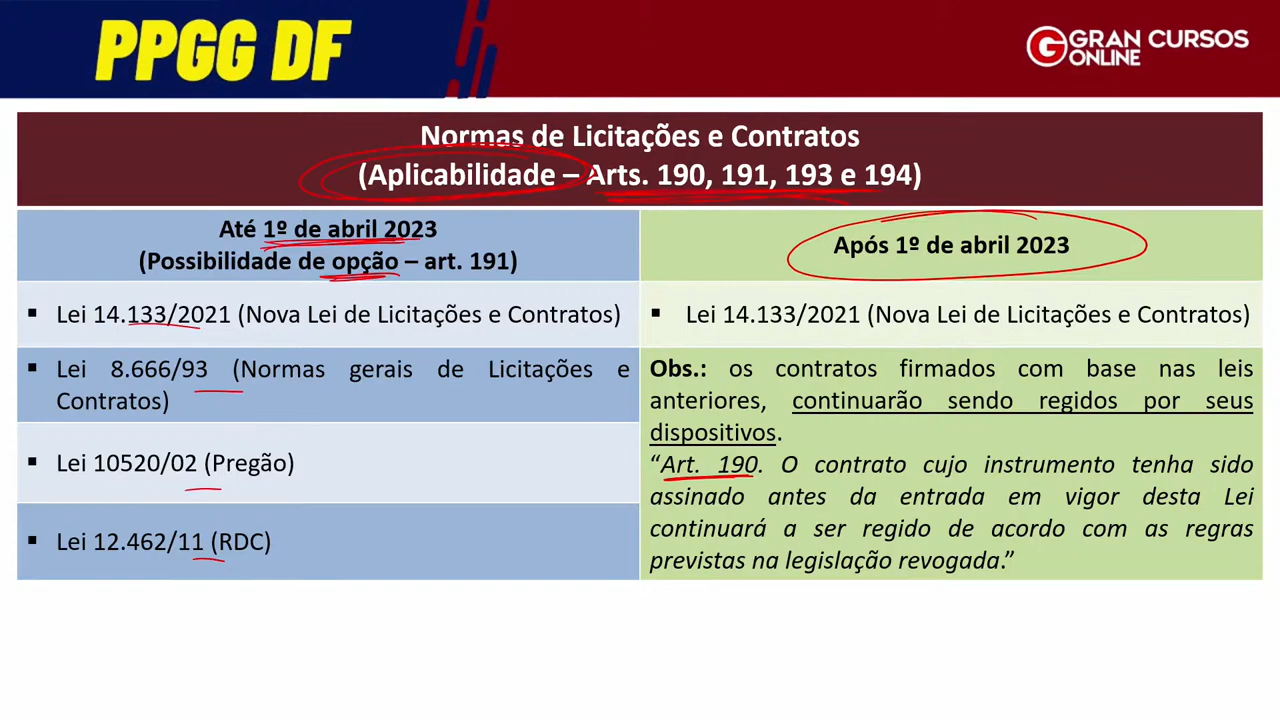 PPGG DF
GRAN CURSOS
ONLINE
Normas de Licitações e Contratos
(Aplicabilidade – Arts. 190, 191, 193 e 194)
Até 1º de abril 2023
(Possibilidade de opção – art. 191)
Após 1º de abril 2023
▪ Lei 14.133/2021 (Nova Lei de Licitações e Contratos)
▪ Lei 14.133/2021 (Nova Lei de Licitações e Contratos)
▪ Lei 8.666/93 (Normas gerais de Licitações e
Contratos)
▪ Lei 10520/02 (Pregão)
▪ Lei 12.462/11 (RDC)
Obs.: os contratos firmados com base nas leis
anteriores, continuarão sendo regidos por seus
dispositivos.
“Art. 190. O contrato cujo instrumento tenha sido
assinado antes da entrada em vigor desta Lei
continuará a ser regido de acordo com as regras
previstas na legislação revogada.”